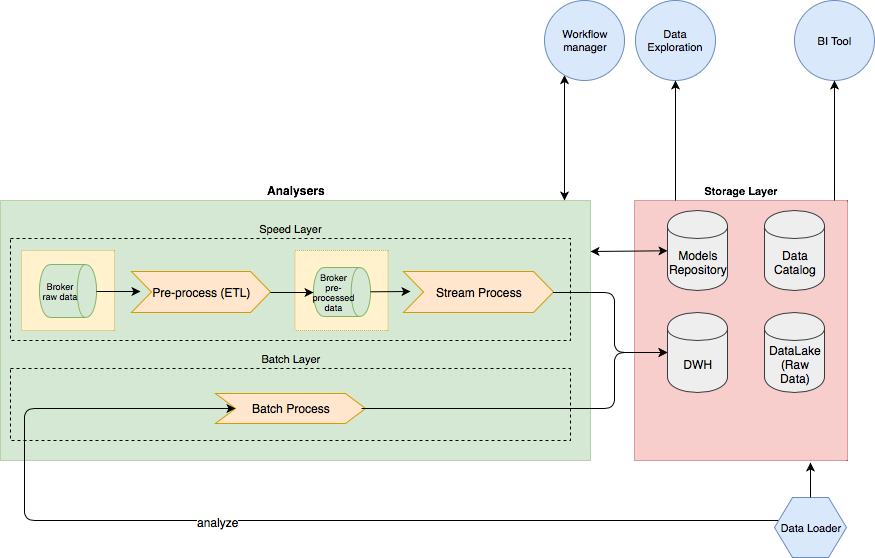 Workflow
manager
Data
Exploration
BI Tool
Analysers
Storage Layer
Speed Layer
Broker
raw data
Pre-process (ETL)
Broker
pre-
processed
data
Stream Process
Models
Repository
Data
Catalog
Batch Layer
Batch Process
DWH
DataLake
(Raw
Data)
analyze
Data Loader